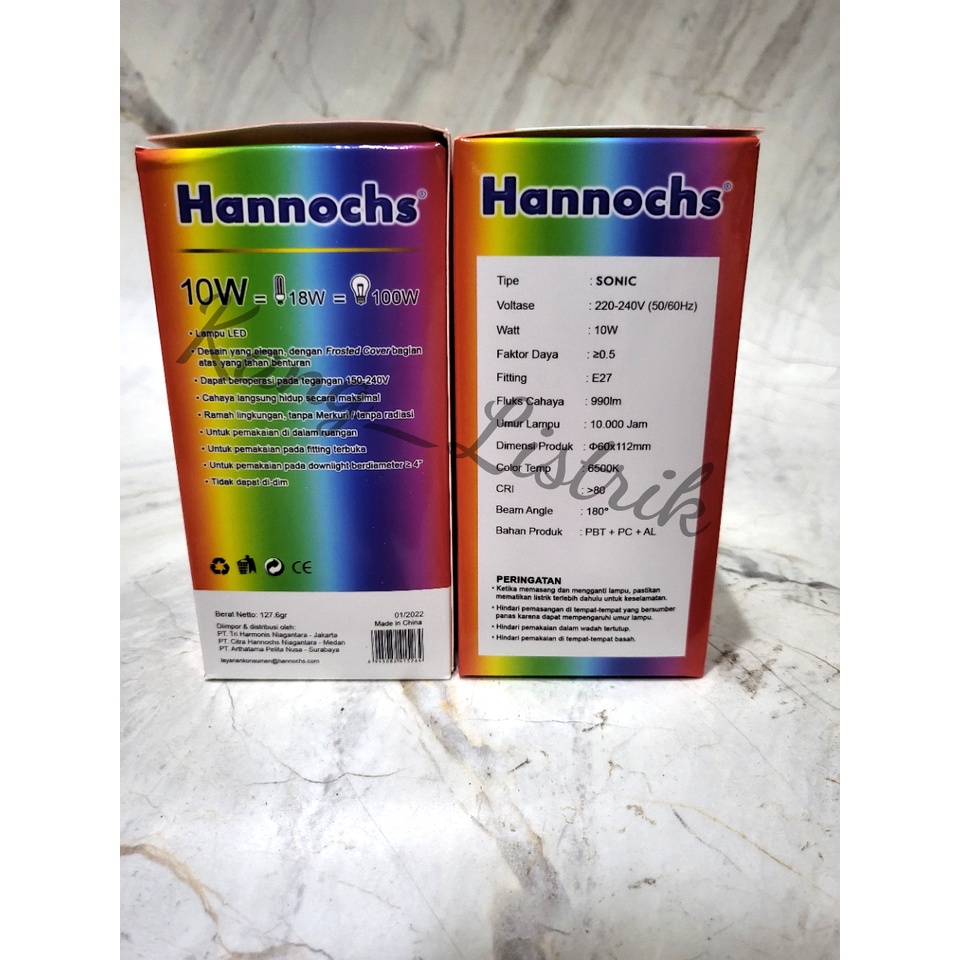 Hannochs®
10W = 18W = 100W
• Lampu LED
• Desain yang elegan, dengan Frosted Cover bagian
atas yang tahan benturan
• Dapat beroperasi pada tegangan 150-240V
• Cahaya langsung hidup secara maksimal
• Ramah lingkungan, tanpa Merkuri / tanpa radiasi
• Untuk pemakaian di dalam ruangan
• Untuk pemakaian pada fitting terbuka
• Untuk pemakaian pada downlight berdiameter ≥ 4"
• Tidak dapat di-dim
CE
Berat Netto: 127.6gr
01/2022
Made in China
Diimpor & distribusi oleh:
PT. Tri Harmonis Niagantara - Jakarta
PT. Citra Hannochs Niagantara - Medan
PT. Arthatama Pelita Nusa - Surabaya
layanankonsumen@hannochs.com
Hannochs®
Tipe : SONIC
Voltase : 220-240V (50/60Hz)
Watt : 10W
Faktor Daya : ≥0.5
Fitting : E27
Fluks Cahaya : 990lm
Umur Lampu : 10.000 Jam
Dimensi Produk : Φ60x112mm
Color Temp : 6500K
CRI : >80
Beam Angle : 180°
Bahan Produk : PBT + PC + AL
PERINGATAN
• Ketika memasang dan mengganti lampu, pastikan
mematikan listrik terlebih dahulu untuk keselamatan.
• Hindari pemasangan di tempat-tempat yang bersumber
panas karena dapat mempengaruhi umur lampu.
• Hindari pemakaian dalam wadah tertutup.
• Hindari pemakaian di tempat-tempat basah.
Kong_Listrik